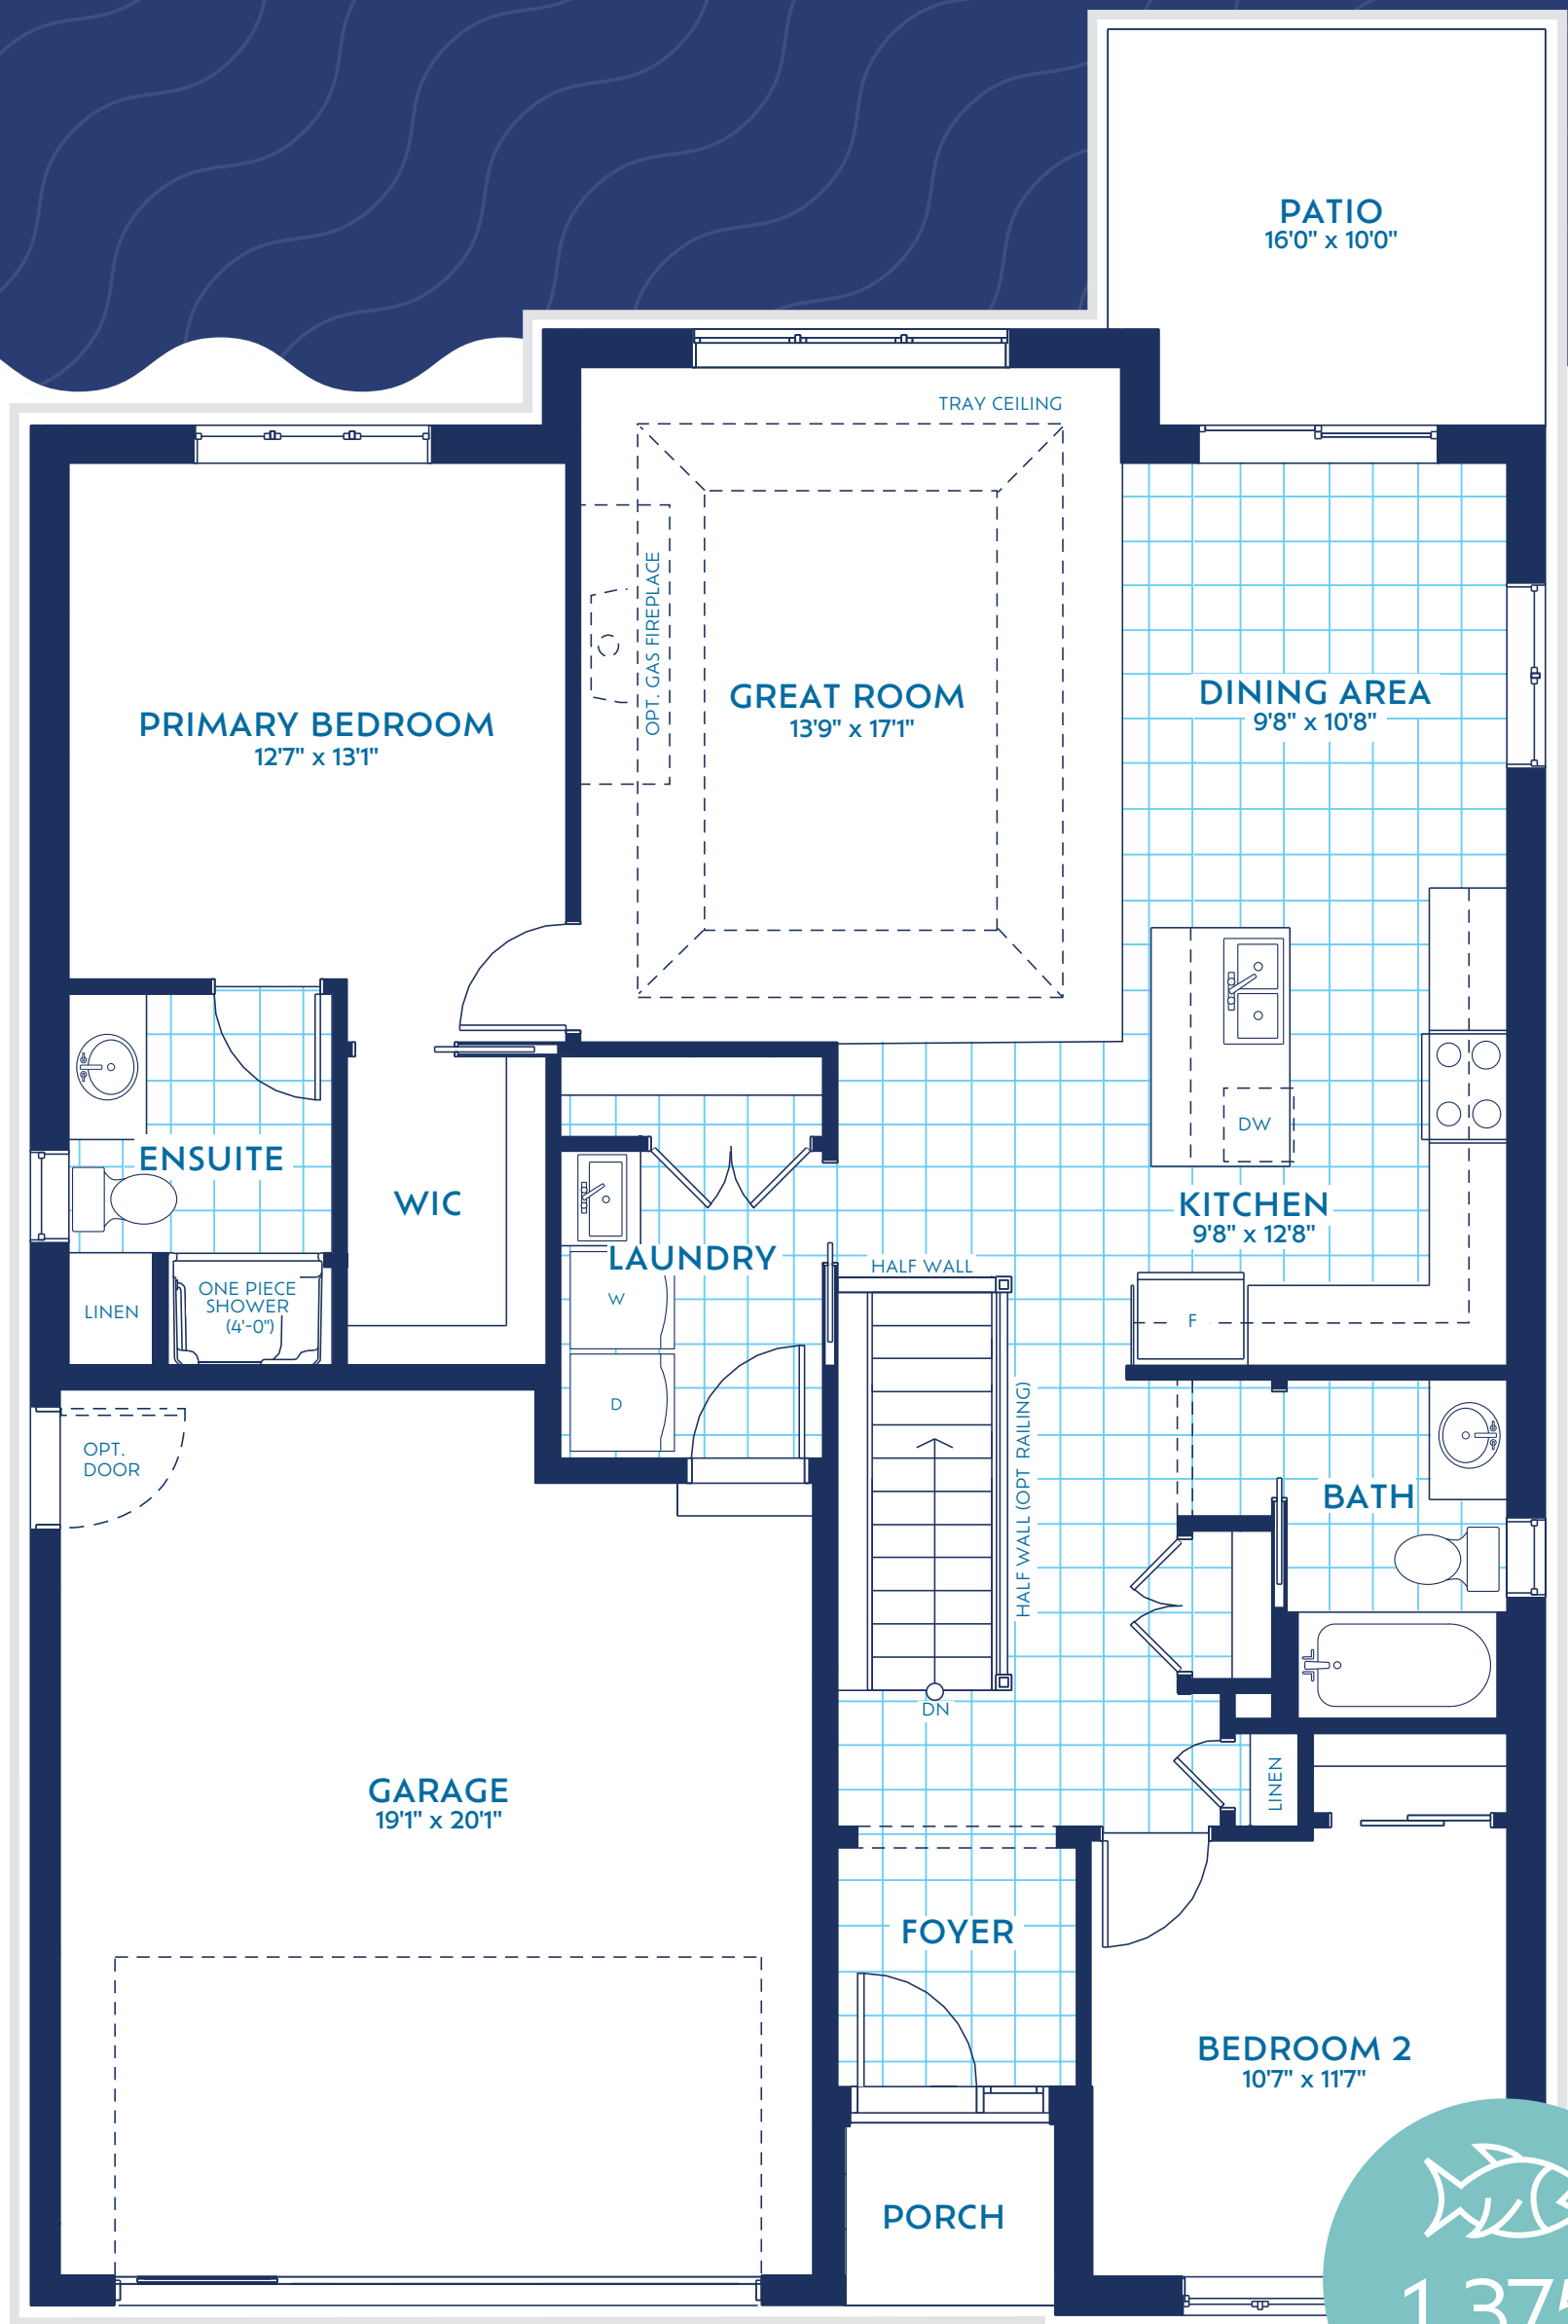 PATIO
16'0" x 10'0"
TRAY CEILING
OPT. GAS FIREPLACE
GREAT ROOM
13'9" x 17'1"
DINING AREA
9'8" x 10'8"
PRIMARY BEDROOM
12'7" x 13'1"
DW
ENSUITE
WIC
KITCHEN
9'8" x 12'8"
LAUNDRY
HALF WALL
ONE PIECE
SHOWER
(4'-0")
LINEN
W
F
D
HALF WALL (OPT RAILING)
OPT.
DOOR
BATH
DN
LINEN
GARAGE
19'1" x 20'1"
FOYER
BEDROOM 2
10'7" x 11'7"
PORCH